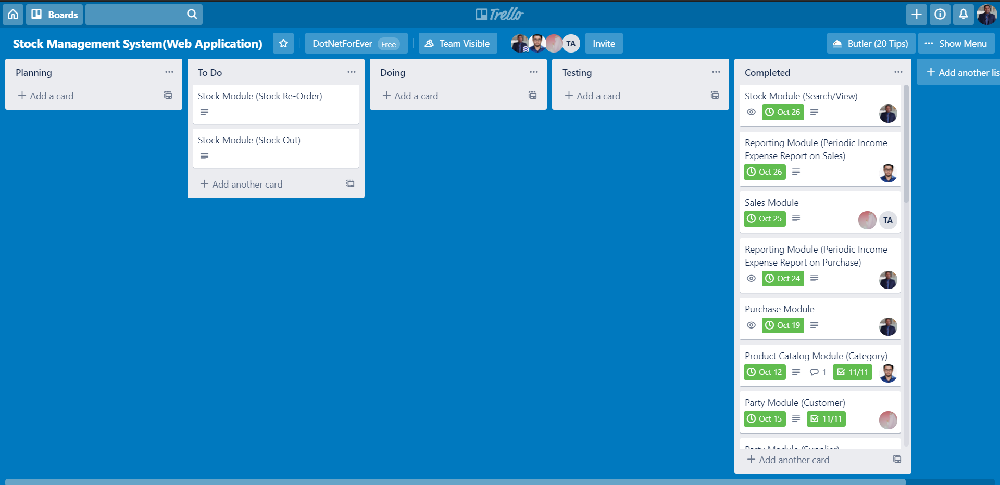 Boards
Trello
Stock Management System(Web Application)
DotNetForEver Free
Team Visible
TA
Invite
Butler (20 Tips)
Show Menu
Planning
Add a card
To Do
Stock Module (Stock Re-Order)
Stock Module (Stock Out)
Add another card
Doing
Add a card
Testing
Add a card
Completed
Stock Module (Search/View)
Oct 26
Reporting Module (Periodic Income
Expense Report on Sales)
Oct 26
Sales Module
Oct 25
TA
Reporting Module (Periodic Income
Expense Report on Purchase)
Oct 24
Purchase Module
Oct 19
Product Catalog Module (Category)
Oct 12 1 11/11
Party Module (Customer)
Oct 15 11/11
Party Module (Supplier)
Add another card
Add another lis